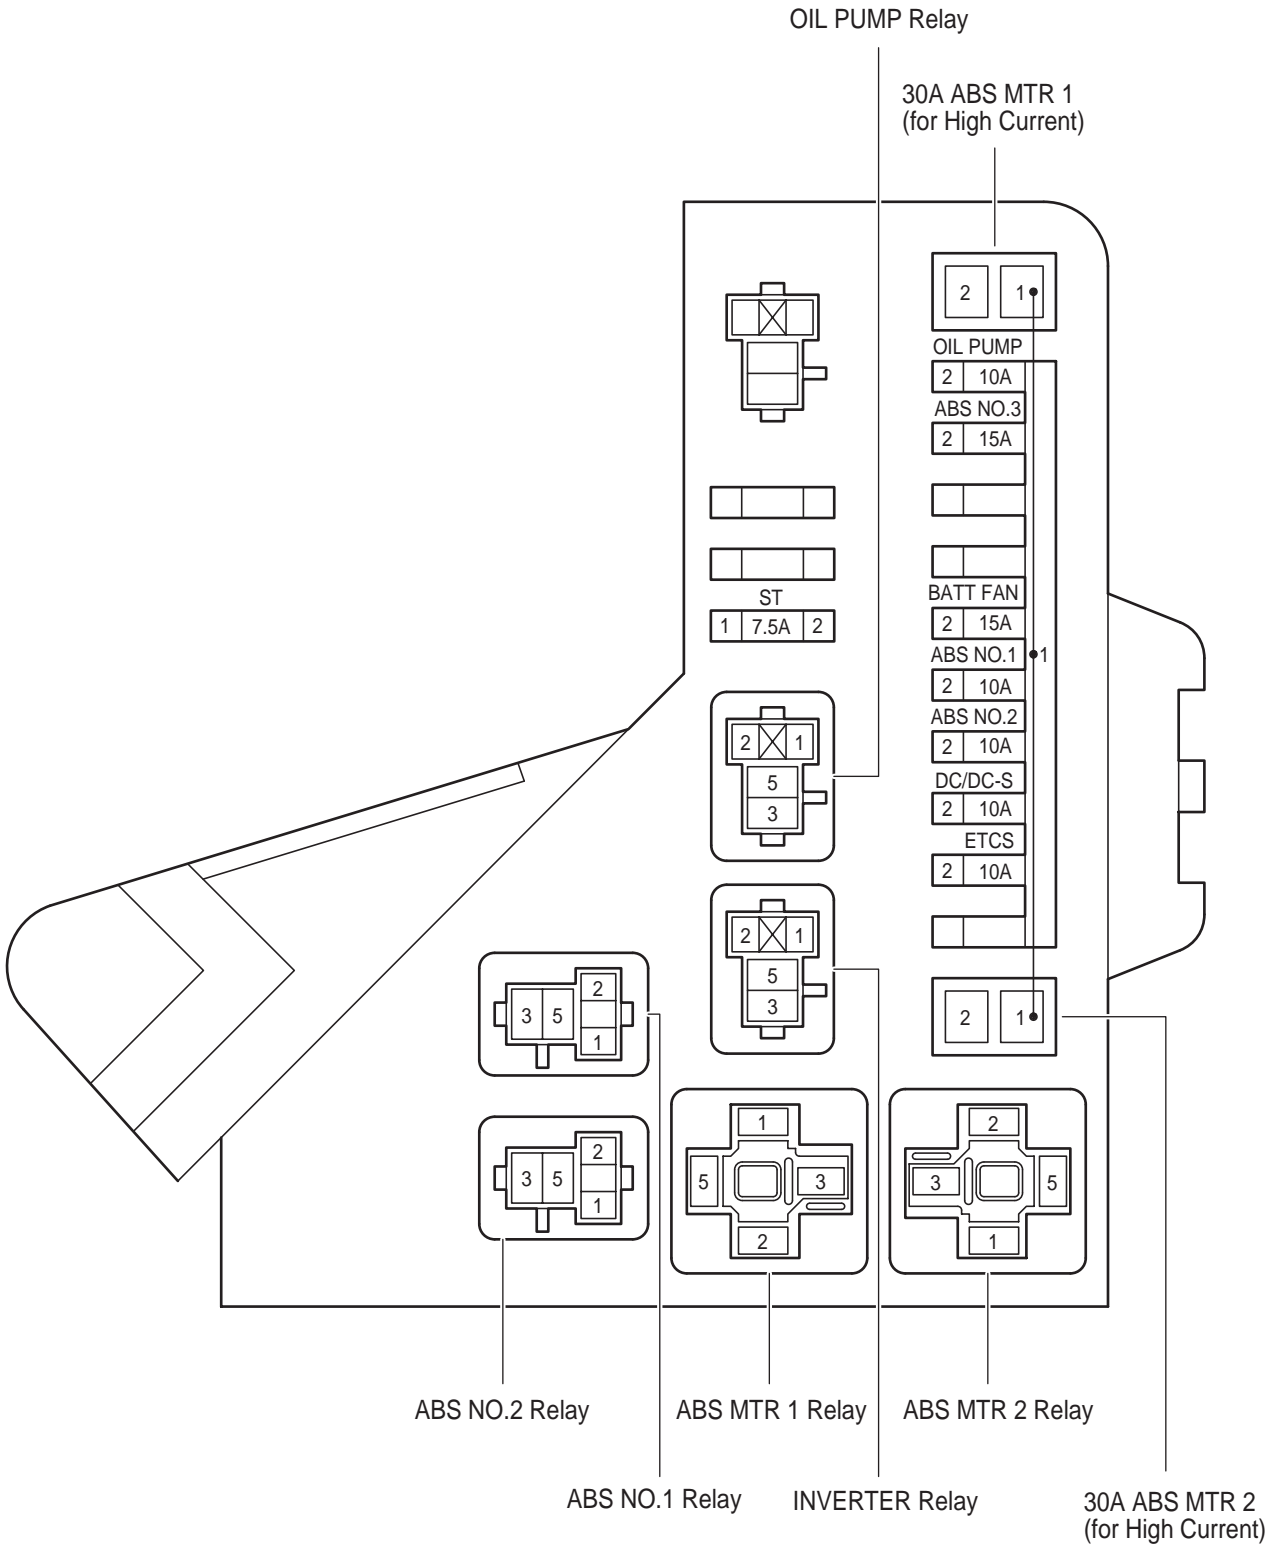 OIL PUMP Relay
30A ABS MTR 1
(for High Current)
2 1
OIL PUMP
2 10A
ABS NO.3
2 15A
ST
1 7.5A 2
BATT FAN
2 15A
ABS NO.1 1
2 10A
ABS NO.2
2 10A
DC/DC-S
2 10A
ETCS
2 10A
2 1
5
3
2 1
5
3
2 1
3 5
2
1
3 5
2
1
1
5 3
2
2
3 5
1
ABS NO.2 Relay
ABS MTR 1 Relay
ABS MTR 2 Relay
ABS NO.1 Relay
INVERTER Relay
30A ABS MTR 2
(for High Current)